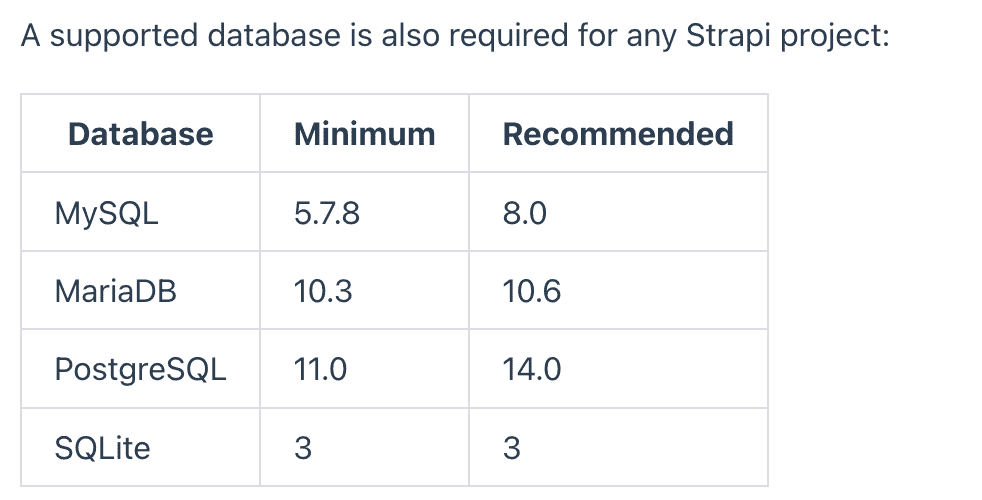 A supported database is also required for any Strapi project:
Database Minimum Recommended
MySQL 5.7.8 8.0
MariaDB 10.3 10.6
PostgreSQL 11.0 14.0
SQLite 3 3